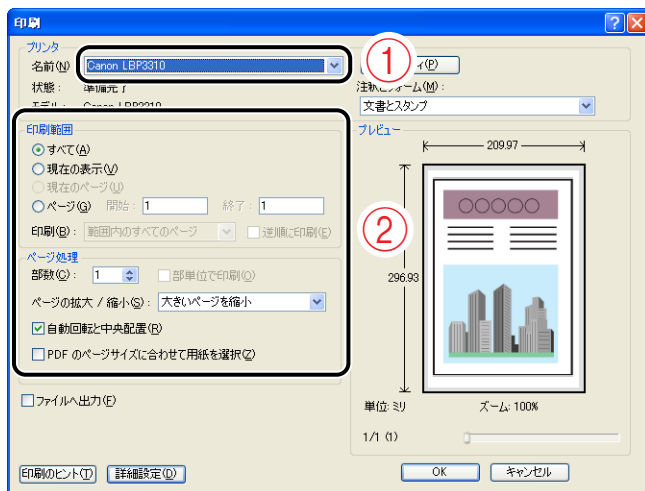 印刷
プリンタ
名前(N) Canon LBP3310
①
ィ(P)
状態： 準備完了
注釈とフォーム(M)：
文書とスタンプ
印刷範囲
すべて(A)
現在の表示(V)
現在のページ(U)
ページ(G) 開始： 1 終了： 1
印刷(B)： 範囲内のすべてのページ 逆順に印刷(E)
ページ処理
部数(C)： 1 部単位で印刷(O)
ページの拡大 / 縮小(S)： 大きいページを縮小
自動回転と中央配置(R)
PDF のページサイズに合わせて用紙を選択(Z)
②
プレビュー
209.97
○○○○○
296.93
単位: ミリ ズーム: 100%
1/1 (1)
ファイルへ出力(F)
印刷のヒント(T) 詳細設定(D) OK キャンセル